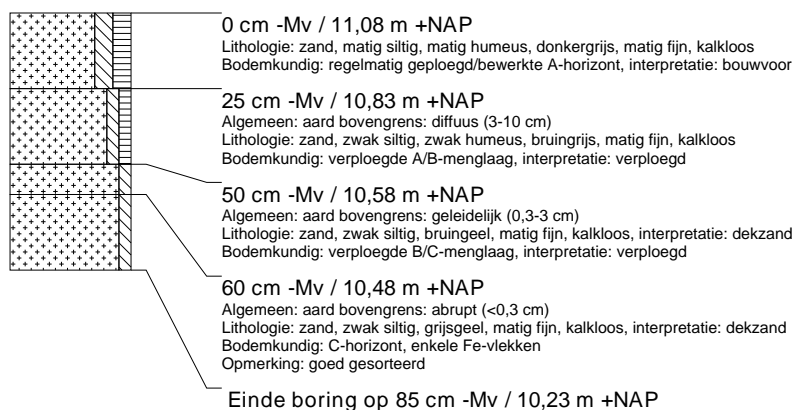 0 cm -Mv / 11,08 m +NAP
Lithologie: zand, matig siltig, matig humeus, donkergrijs, matig fijn, kalkloos
Bodemkundig: regelmatig geploegd/bewerkte A-horizont, interpretatie: bouwvoor
25 cm -Mv / 10,83 m +NAP
Algemeen: aard bovengrens: diffuus (3-10 cm)
Lithologie: zand, zwak siltig, zwak humeus, bruingrijs, matig fijn, kalkloos
Bodemkundig: verploegde A/B-menglaag, interpretatie: verploegd
50 cm -Mv / 10,58 m +NAP
Algemeen: aard bovengrens: geleidelijk (0,3-3 cm)
Lithologie: zand, zwak siltig, bruingeel, matig fijn, kalkloos, interpretatie: dekzand
Bodemkundig: verploegde B/C-menglaag, interpretatie: verploegd
60 cm -Mv / 10,48 m +NAP
Algemeen: aard bovengrens: abrupt (<0,3 cm)
Lithologie: zand, zwak siltig, grijsgeel, matig fijn, kalkloos, interpretatie: dekzand
Bodemkundig: C-horizont, enkele Fe-vlekken
Opmerking: goed gesorteerd
Einde boring op 85 cm -Mv / 10,23 m +NAP